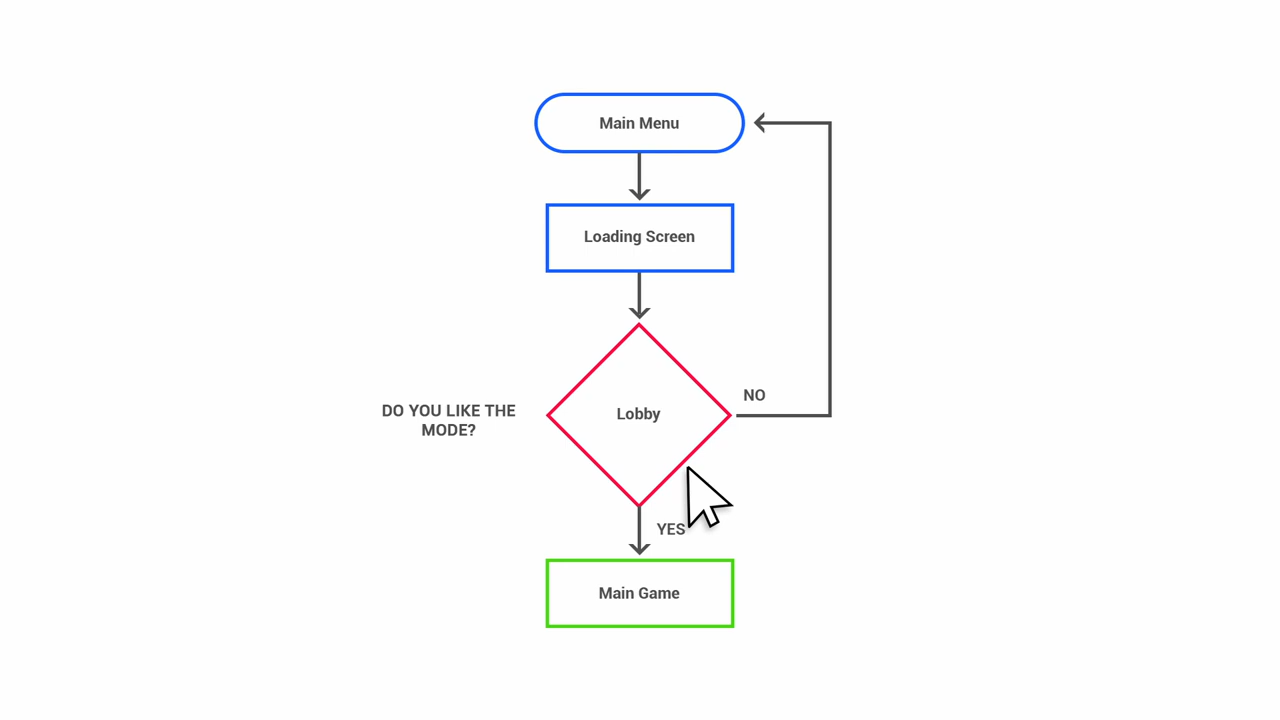 Main Menu
Loading Screen
NO
DO YOU LIKE THE
MODE?
Lobby
YES
Main Game